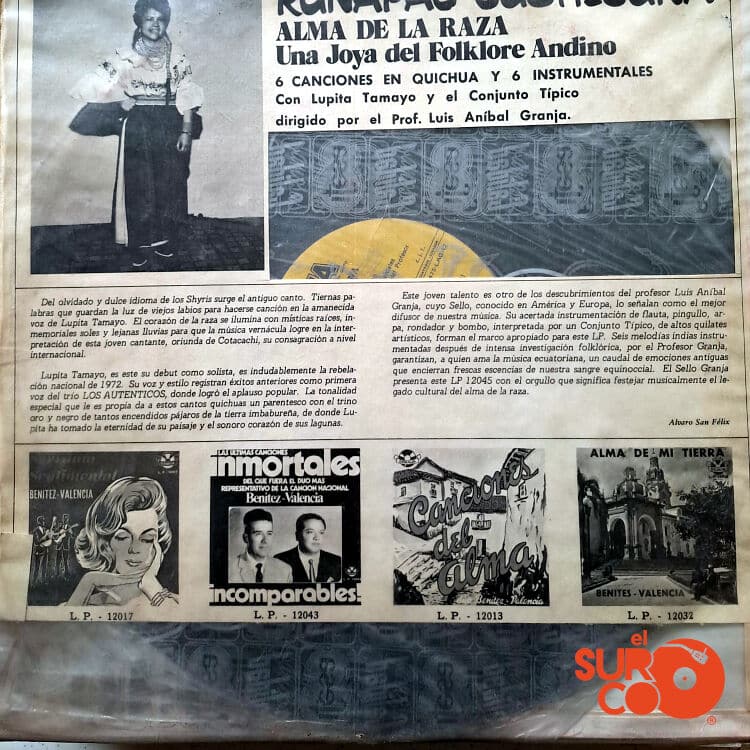 ALMA DE LA RAZA
Una Joya del Folklore Andino
6 CANCIONES EN QUICHUA Y 6 INSTRUMENTALES
Con Lupita Tamayo y el Conjunto Típico
dirigido por el Prof. Luis Aníbal Granja.
Del olvidado y dulce idioma de los Shyris surge el antiguo canto. Tiernas pa-
labras que guardan la luz de viejos labios para hacerse canción en la amanecida
voz de Lupita Tamayo. El corazón de la raza se ilumina con místicas raíces, in-
memoriales soles y lejanas lluvias para que la música vernácula logre en la inter-
pretación de esta joven cantante, oriunda de Cotacachi, su consagración a nivel
internacional.
Lupita Tamayo, es este su debut como solista, es indudablemente la rebela-
ción nacional de 1972. Su voz y estilo registran éxitos anteriores como primera
voz del trío LOS AUTENTICOS, donde logró el aplauso popular. La tonalidad
especial que le es propia da a estos cantos quichuas un parentesco con el trino
oro y negro de tantos encendidos pájaros de la tierra imbabureña, de donde Lu-
pita ha tomado la eternidad de su paisaje y el sonoro corazón de sus lagunas.
Este joven talento es otro de los descubrimientos del profesor Luis Aníbal
Granja, cuyo Sello, conocido en América y Europa, lo señalan como el mejor
difusor de nuestra música. Su acertada instrumentación de flauta, pingullo, ar-
pa, rondador y bombo, interpretada por un Conjunto Típico, de altos quilates
artísticos, forman el marco apropiado para este LP. Seis melodías indias instru-
mentadas después de intensa investigación folklórica, por el Profesor Granja,
garantizan, a quien ama la música ecuatoriana, un caudal de emociones antiguas
que encierran frescas escencias de nuestra sangre equinoccial. El Sello Granja
presenta este LP 12045 con el orgullo que significa festejar musicalmente el le-
gado cultural del alma de la raza.
Alvaro San Félix
Sentimental
BENITEZ-VALENCIA
L. P. - 12017
LAS ULTIMAS CANCIONES
inmortales
DEL QUE FUERA EL DUO MAS
REPRESENTATIVO DE LA CANCION NACIONAL
Benítez-Valencia
incomparables
L. P. - 12043
Canciones
del
alma
Benítez-Valencia
L. P. - 12013
ALMA DE MI TIERRA
BENITES-VALENCIA
L. P. - 12032
el
SUR
CO
®